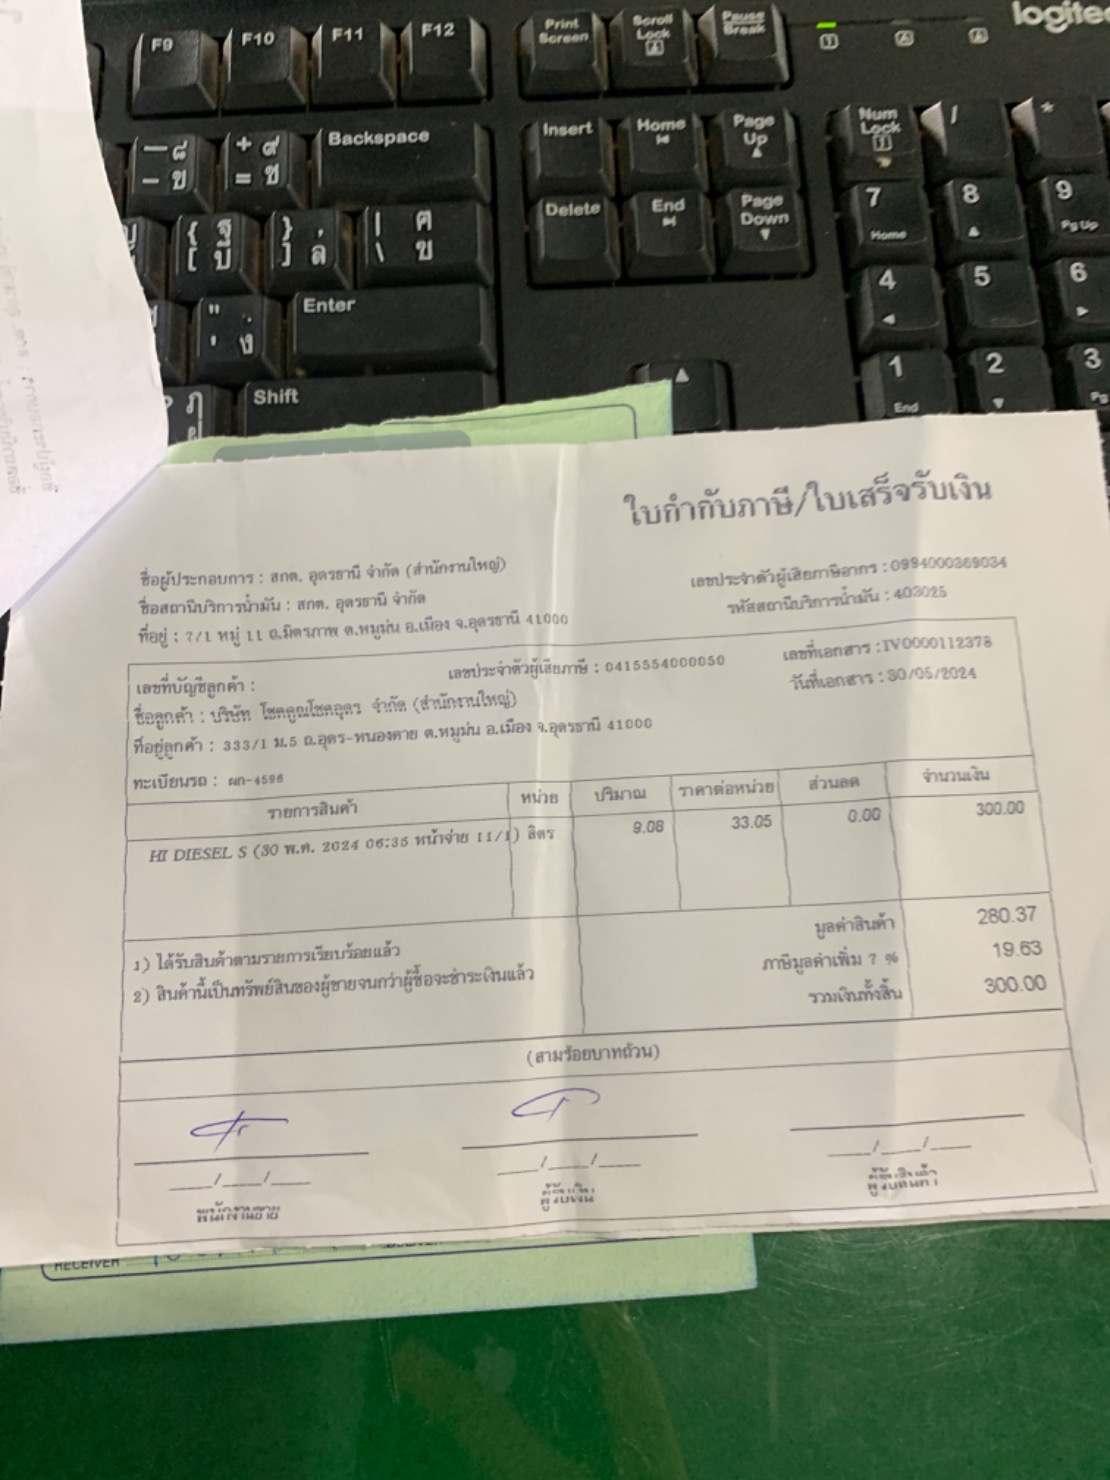 logitec
F9 F10 F11 F12 Print Screen Scroll Lock Pause Break
Backspace Insert Home Page Up Num Lock / *
Delete End Page Down 7 Home 8 9 Pg Up
Enter 4 5 6
Shift 1 End 2 3 Pg
ใบกำกับภาษี/ใบเสร็จรับเงิน
ชื่อผู้ประกอบการ : สกต. อุดรธานี จำกัด (สำนักงานใหญ่)
เลขประจำตัวผู้เสียภาษีอากร : 0994000369034
ชื่อสถานีบริการน้ำมัน : สกต. อุดรธานี จำกัด
รหัสสถานีบริการน้ำมัน : 403025
ที่อยู่ : 7/1 หมู่ 11 ถ.มิตรภาพ ต.หมูม่น อ.เมือง จ.อุดรธานี 41000
เลขที่บัญชีลูกค้า :
เลขประจำตัวผู้เสียภาษี : 0415554000050
เลขที่เอกสาร : IV0000112378
ชื่อลูกค้า : บริษัท โชคคูณโชคอุดร จำกัด (สำนักงานใหญ่)
วันที่เอกสาร : 30/05/2024
ที่อยู่ลูกค้า : 333/1 ม.5 ถ.อุดร-หนองคาย ต.หมูม่น อ.เมือง จ.อุดรธานี 41000
ทะเบียนรถ : ผก-4596
รายการสินค้า หน่วย ปริมาณ ราคาต่อหน่วย ส่วนลด จำนวนเงิน
HI DIESEL S (30 พ.ค. 2024 06:35 หน้าจ่าย 11/1) ลิตร 9.08 33.05 0.00 300.00
1) ได้รับสินค้าตามรายการเรียบร้อยแล้ว
2) สินค้านี้เป็นทรัพย์สินของผู้ขายจนกว่าผู้ซื้อจะชำระเงินแล้ว
มูลค่าสินค้า 280.37
ภาษีมูลค่าเพิ่ม 7 % 19.63
รวมเงินทั้งสิ้น 300.00
(สามร้อยบาทถ้วน)
___/___/___ ___/___/___ ___/___/___
พนักงานขาย ผู้รับเงิน ผู้รับสินค้า
RECEIVER